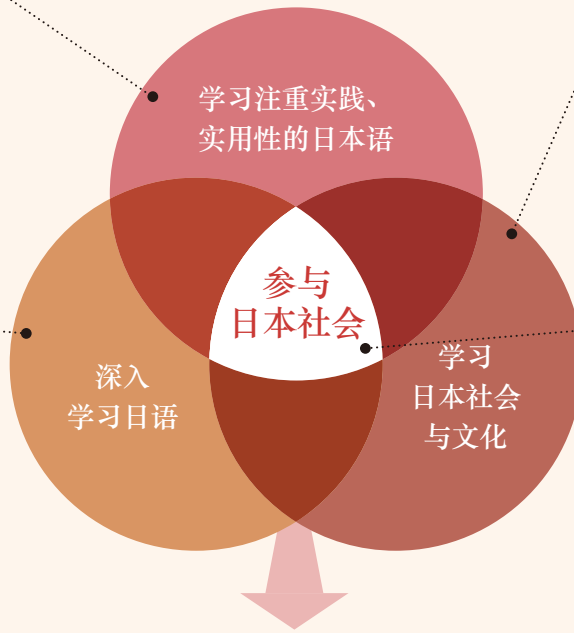 学习注重实践、
实用性的日本语
参与
日本社会
深入
学习日语
学习
日本社会
与文化